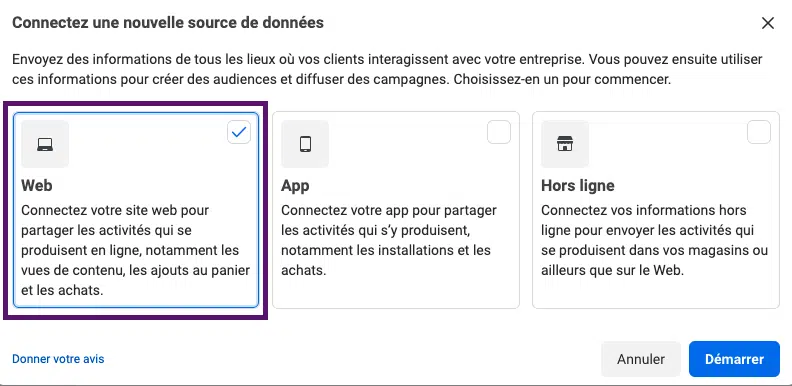 Connectez une nouvelle source de données
Envoyez des informations de tous les lieux où vos clients interagissent avec votre entreprise. Vous pouvez ensuite utiliser
ces informations pour créer des audiences et diffuser des campagnes. Choisissez-en un pour commencer.
Web
Connectez votre site web pour
partager les activités qui se
produisent en ligne, notamment les
vues de contenu, les ajouts au panier
et les achats.
App
Connectez votre app pour partager
les activités qui s’y produisent,
notamment les installations et les
achats.
Hors ligne
Connectez vos informations hors
ligne pour envoyer les activités qui
se produisent dans vos magasins ou
ailleurs que sur le Web.
Donner votre avis
Annuler
Démarrer